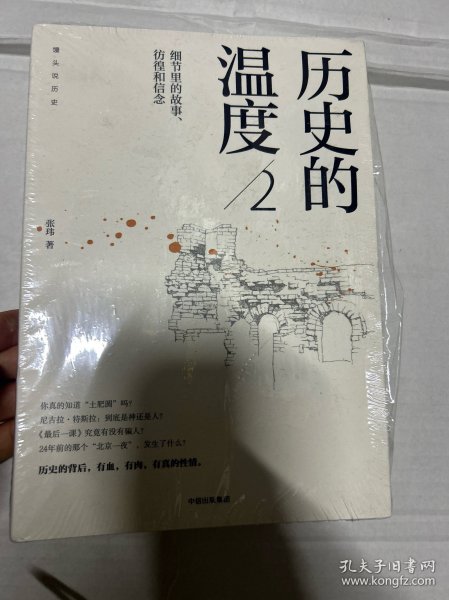 馒头说历史
历史的
温度
/2
细节里的故事、
彷徨和信念
张玮 著
你真的知道“土肥圆”吗？
尼古拉·特斯拉：到底是神还是人？
《最后一课》究竟有没有骗人？
24年前的那个“北京一夜”，发生了什么？
历史的背后，有血，有肉，有真的性情。
中信出版集团
孔夫子旧书网
www.kongfz.com